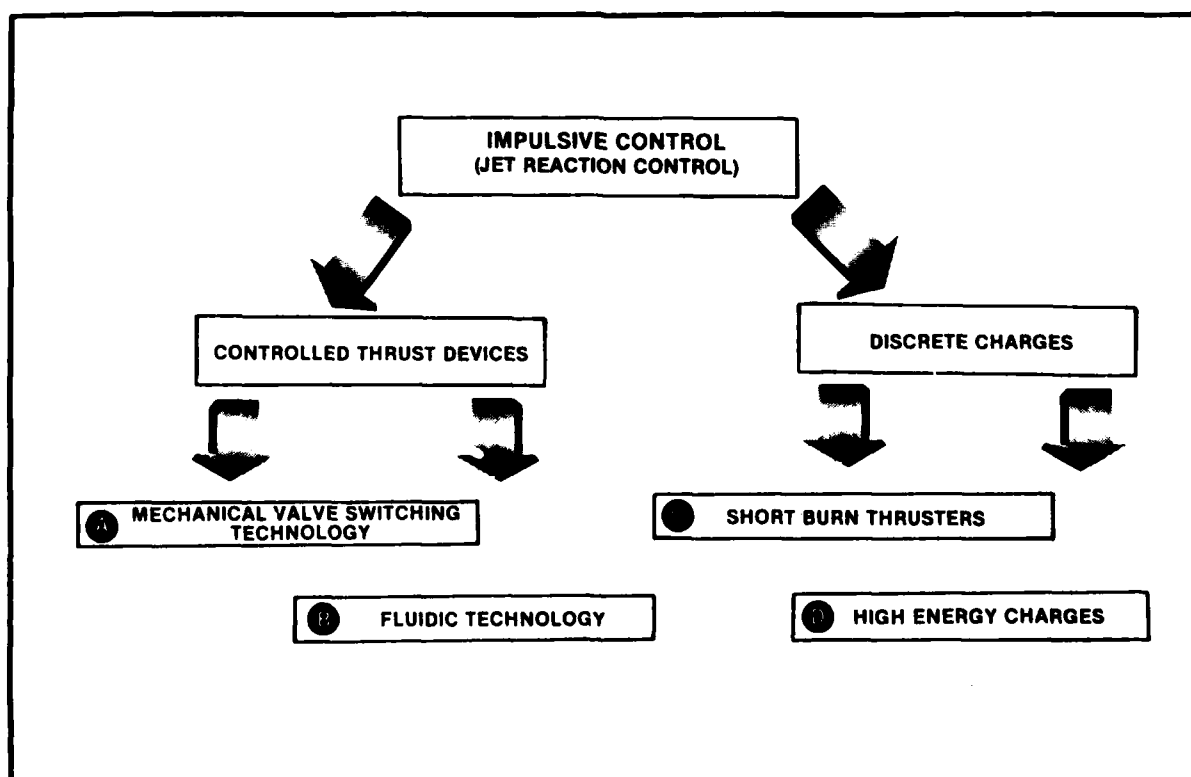 IMPULSIVE CONTROL
(JET REACTION CONTROL)
CONTROLLED THRUST DEVICES
DISCRETE CHARGES
A MECHANICAL VALVE SWITCHING
TECHNOLOGY
SHORT BURN THRUSTERS
B FLUIDIC TECHNOLOGY
D HIGH ENERGY CHARGES